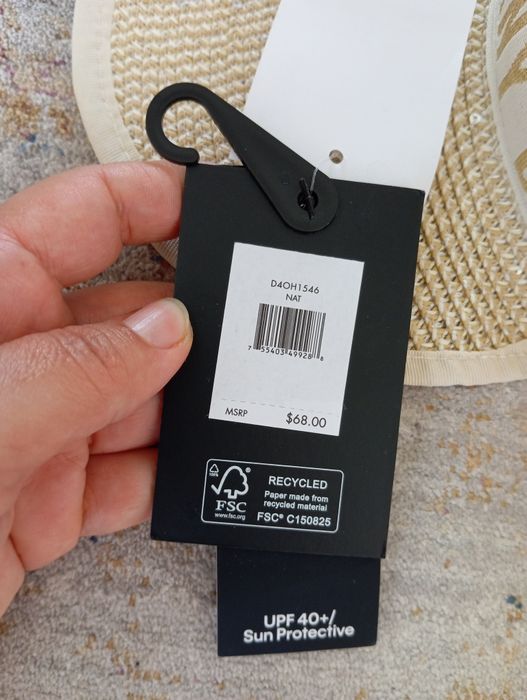 D4OH1546
NAT
7 55403 49928 8
MSRP $68.00
100%
FSC
www.fsc.org
RECYCLED
Paper made from
recycled material
FSC® C150825
UPF 40+/
Sun Protective